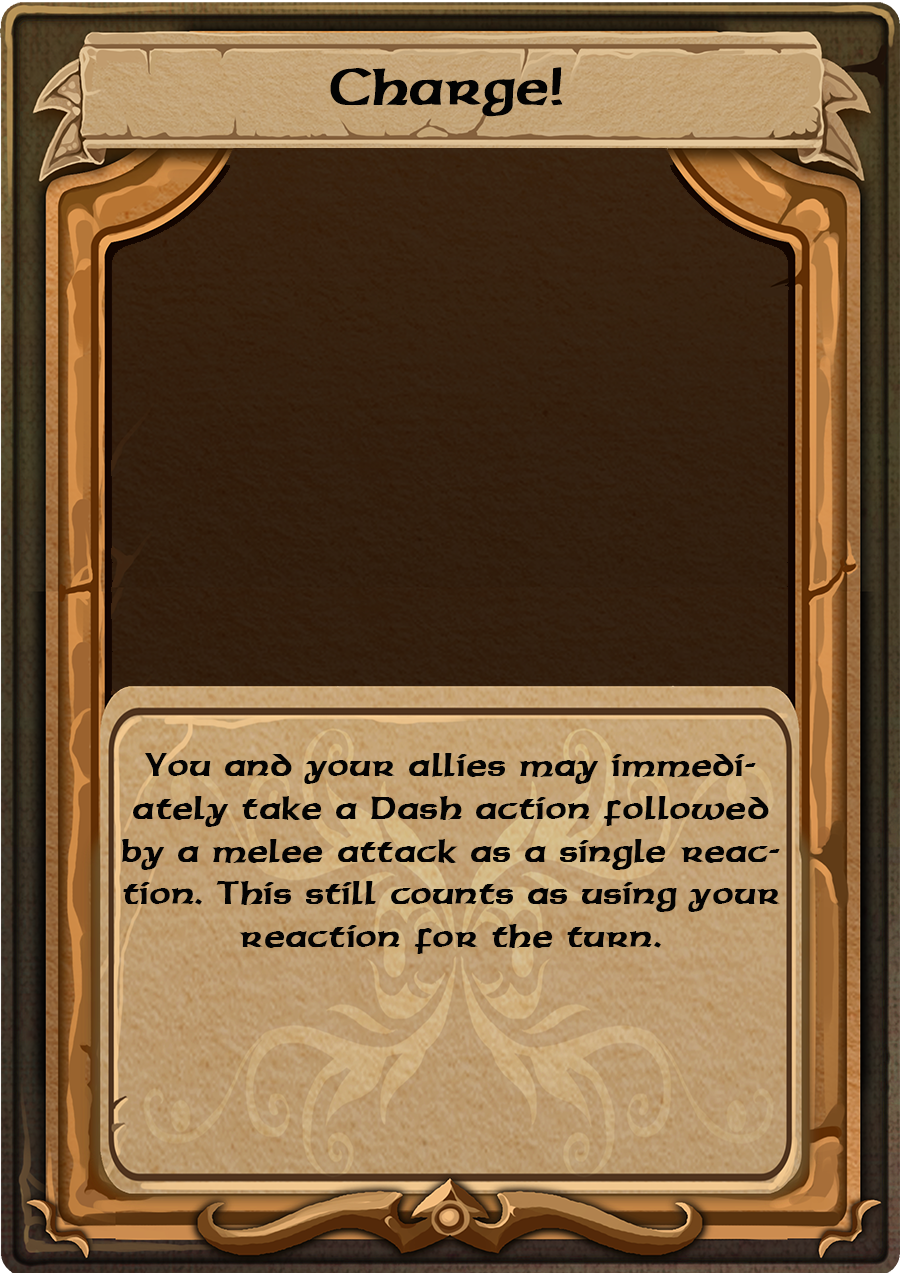 Charge!
You and your allies may immedi-
ately take a Dash action followed
by a melee attack as a single reac-
tion. This still counts as using your
reaction for the turn.